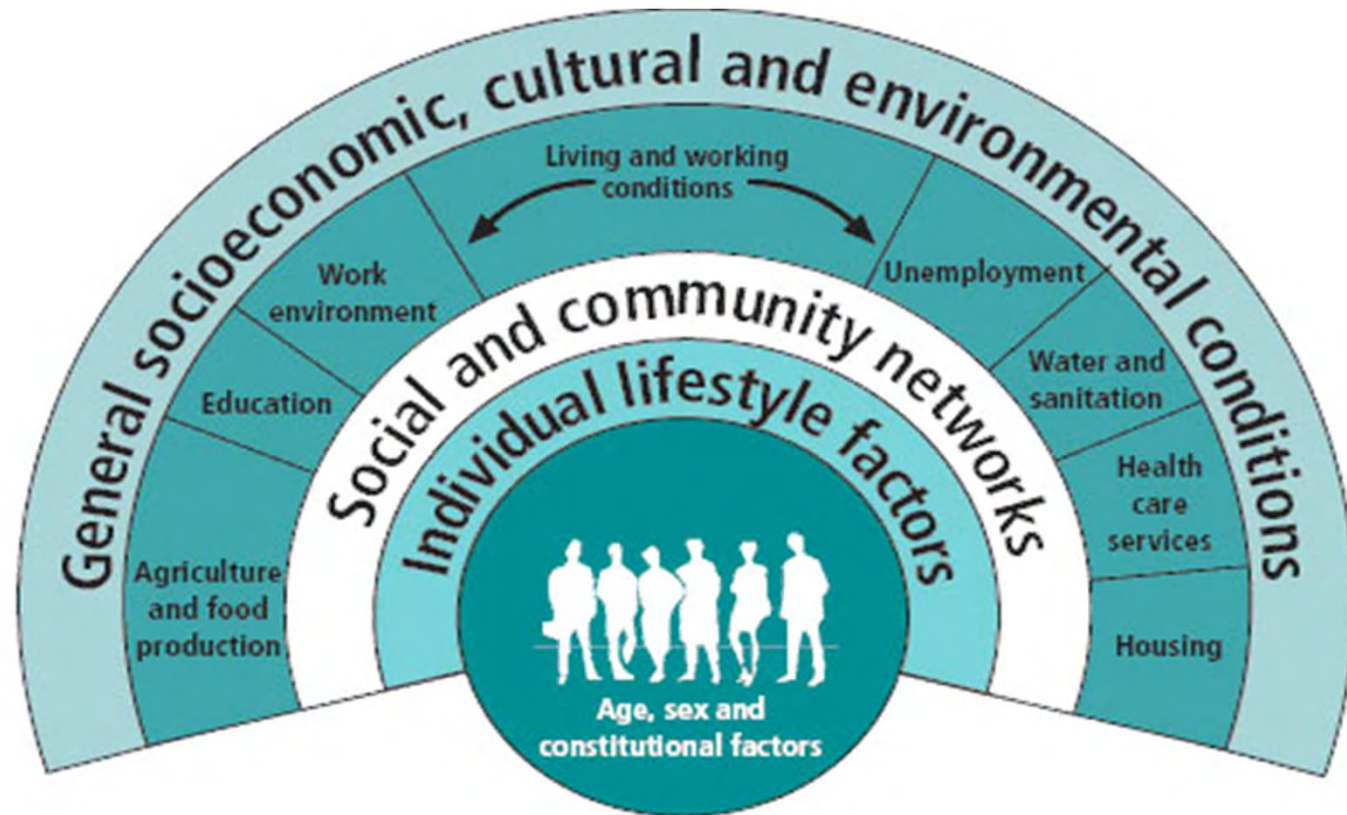 General socioeconomic, cultural and environmental conditions
Living and working
conditions
Work
environment
Unemployment
Education
Water and
sanitation
Agriculture
and food
production
Health
care
services
Housing
Social and community networks
Individual lifestyle factors
Age, sex and
constitutional factors